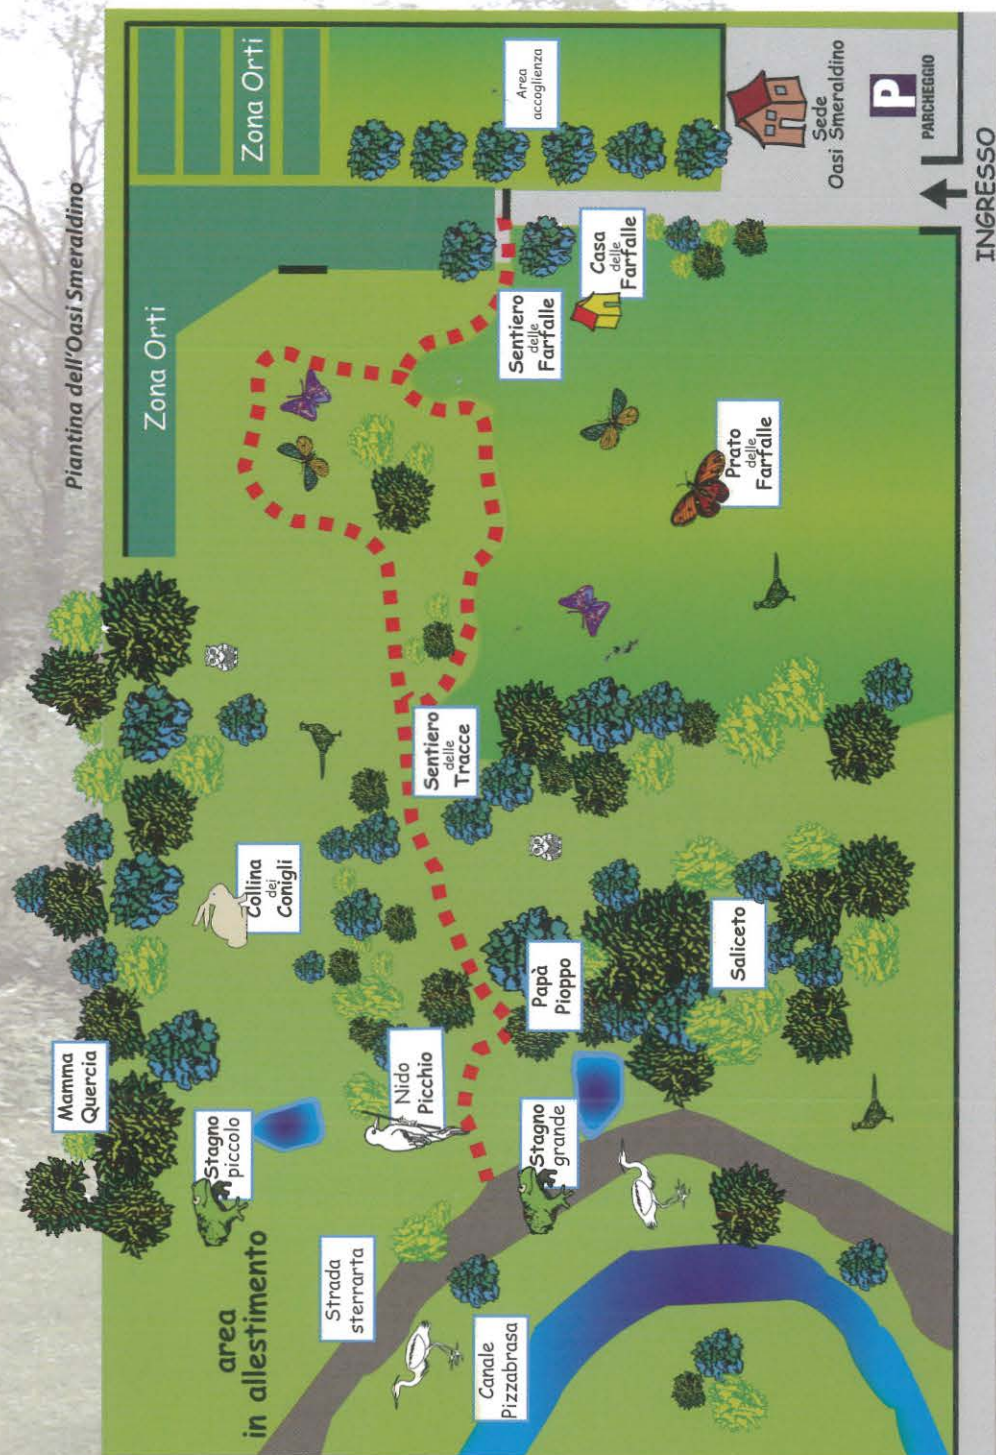 Piantina dell'Oasi Smeraldino
Mamma
Quercia
Zona Orti
Zona Orti
Area
accoglienza
Sede
Oasi Smeraldino
P
PARCHEGGIO
INGRESSO
Casa
delle
Farfalle
Sentiero
delle
Farfalle
Prato
delle
Farfalle
Sentiero
delle
Tracce
Collina
dei
Conigli
Papà
Pioppo
Saliceto
Nido
Picchio
Stagno
piccolo
Stagno
grande
area
in allestimento
Strada
sterrarta
Canale
Pizzabrasa